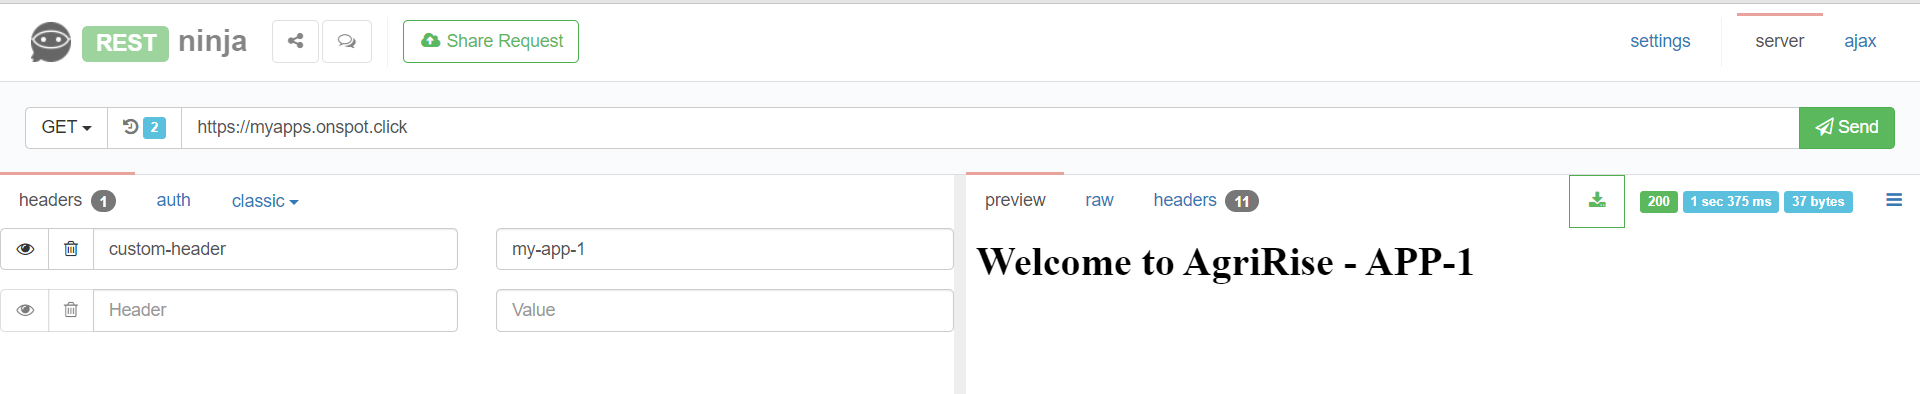 REST ninja Share Request settings server ajax
GET 2 https://myapps.onspot.click Send
headers 1 auth classic preview raw headers 11 200 1 sec 375 ms 37 bytes
custom-header my-app-1
Welcome to AgriRise - APP-1
Header Value